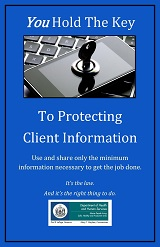 You Hold The Key
To Protecting
Client Information
Use and share only the minimum
information necessary to get the job done.
It's the law.
And it's the right thing to do.
Department of Health
and Human Services